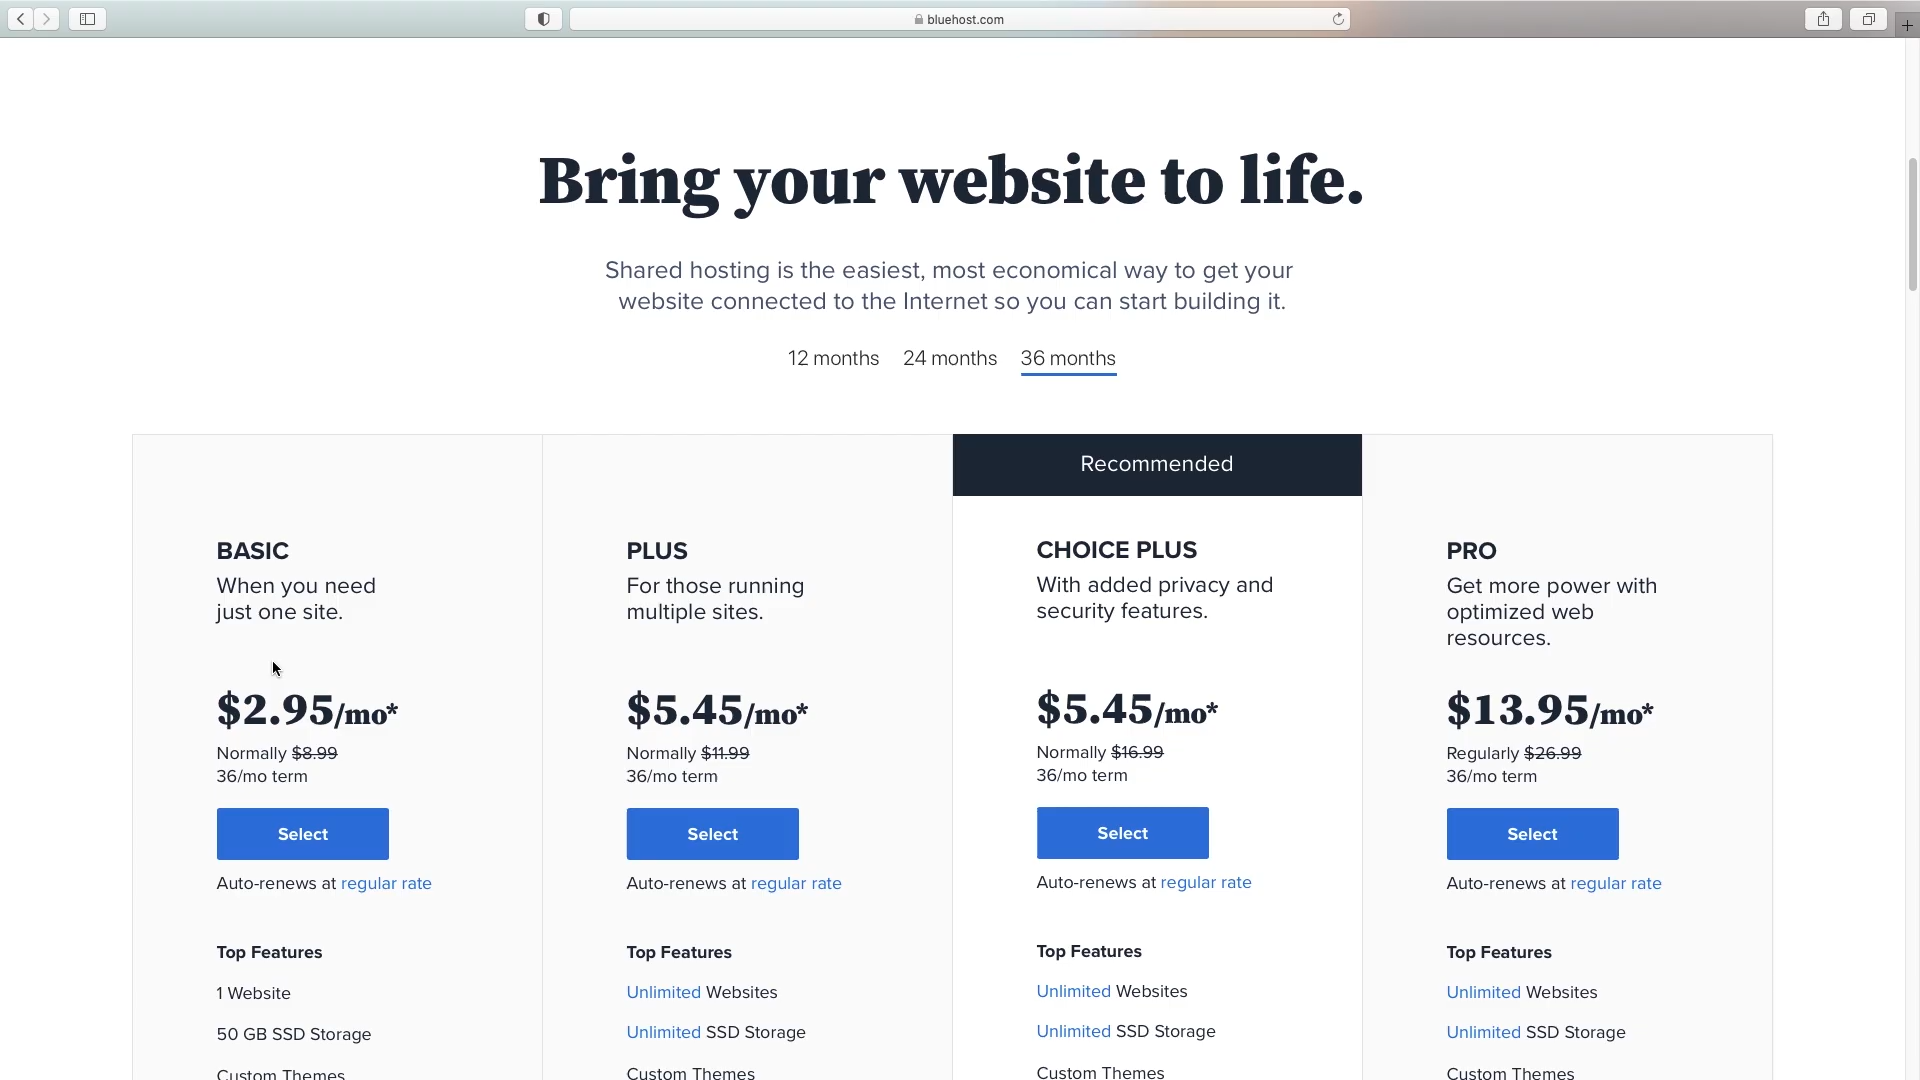 bluehost.com
Bring your website to life.
Shared hosting is the easiest, most economical way to get your
website connected to the Internet so you can start building it.
12 months 24 months 36 months
Recommended
BASIC
When you need
just one site.
$2.95/mo*
Normally $8.99
36/mo term
Select
Auto-renews at regular rate
Top Features
1 Website
50 GB SSD Storage
Custom Themes
PLUS
For those running
multiple sites.
$5.45/mo*
Normally $11.99
36/mo term
Select
Auto-renews at regular rate
Top Features
Unlimited Websites
Unlimited SSD Storage
Custom Themes
CHOICE PLUS
With added privacy and
security features.
$5.45/mo*
Normally $16.99
36/mo term
Select
Auto-renews at regular rate
Top Features
Unlimited Websites
Unlimited SSD Storage
Custom Themes
PRO
Get more power with
optimized web
resources.
$13.95/mo*
Regularly $26.99
36/mo term
Select
Auto-renews at regular rate
Top Features
Unlimited Websites
Unlimited SSD Storage
Custom Themes